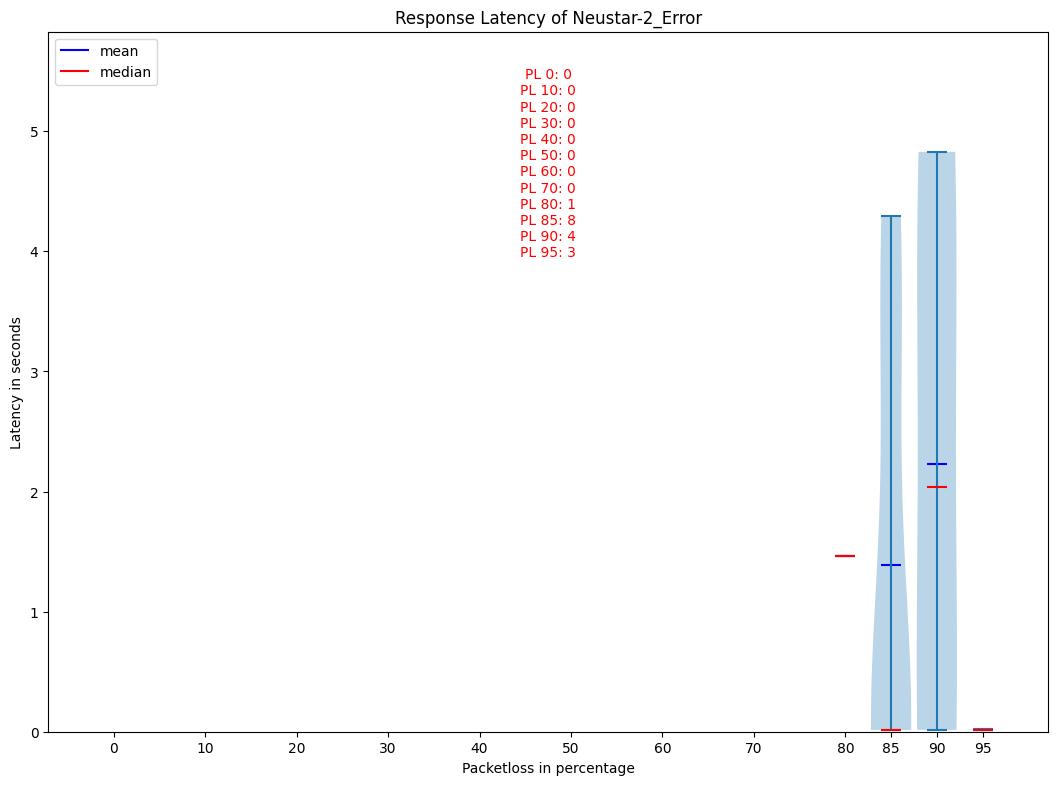 Response Latency of Neustar-2_Error
mean
median
PL 0: 0
PL 10: 0
PL 20: 0
PL 30: 0
PL 40: 0
PL 50: 0
PL 60: 0
PL 70: 0
PL 80: 1
PL 85: 8
PL 90: 4
PL 95: 3
Latency in seconds
5
4
3
2
1
0
0 10 20 30 40 50 60 70 80 85 90 95
Packetloss in percentage